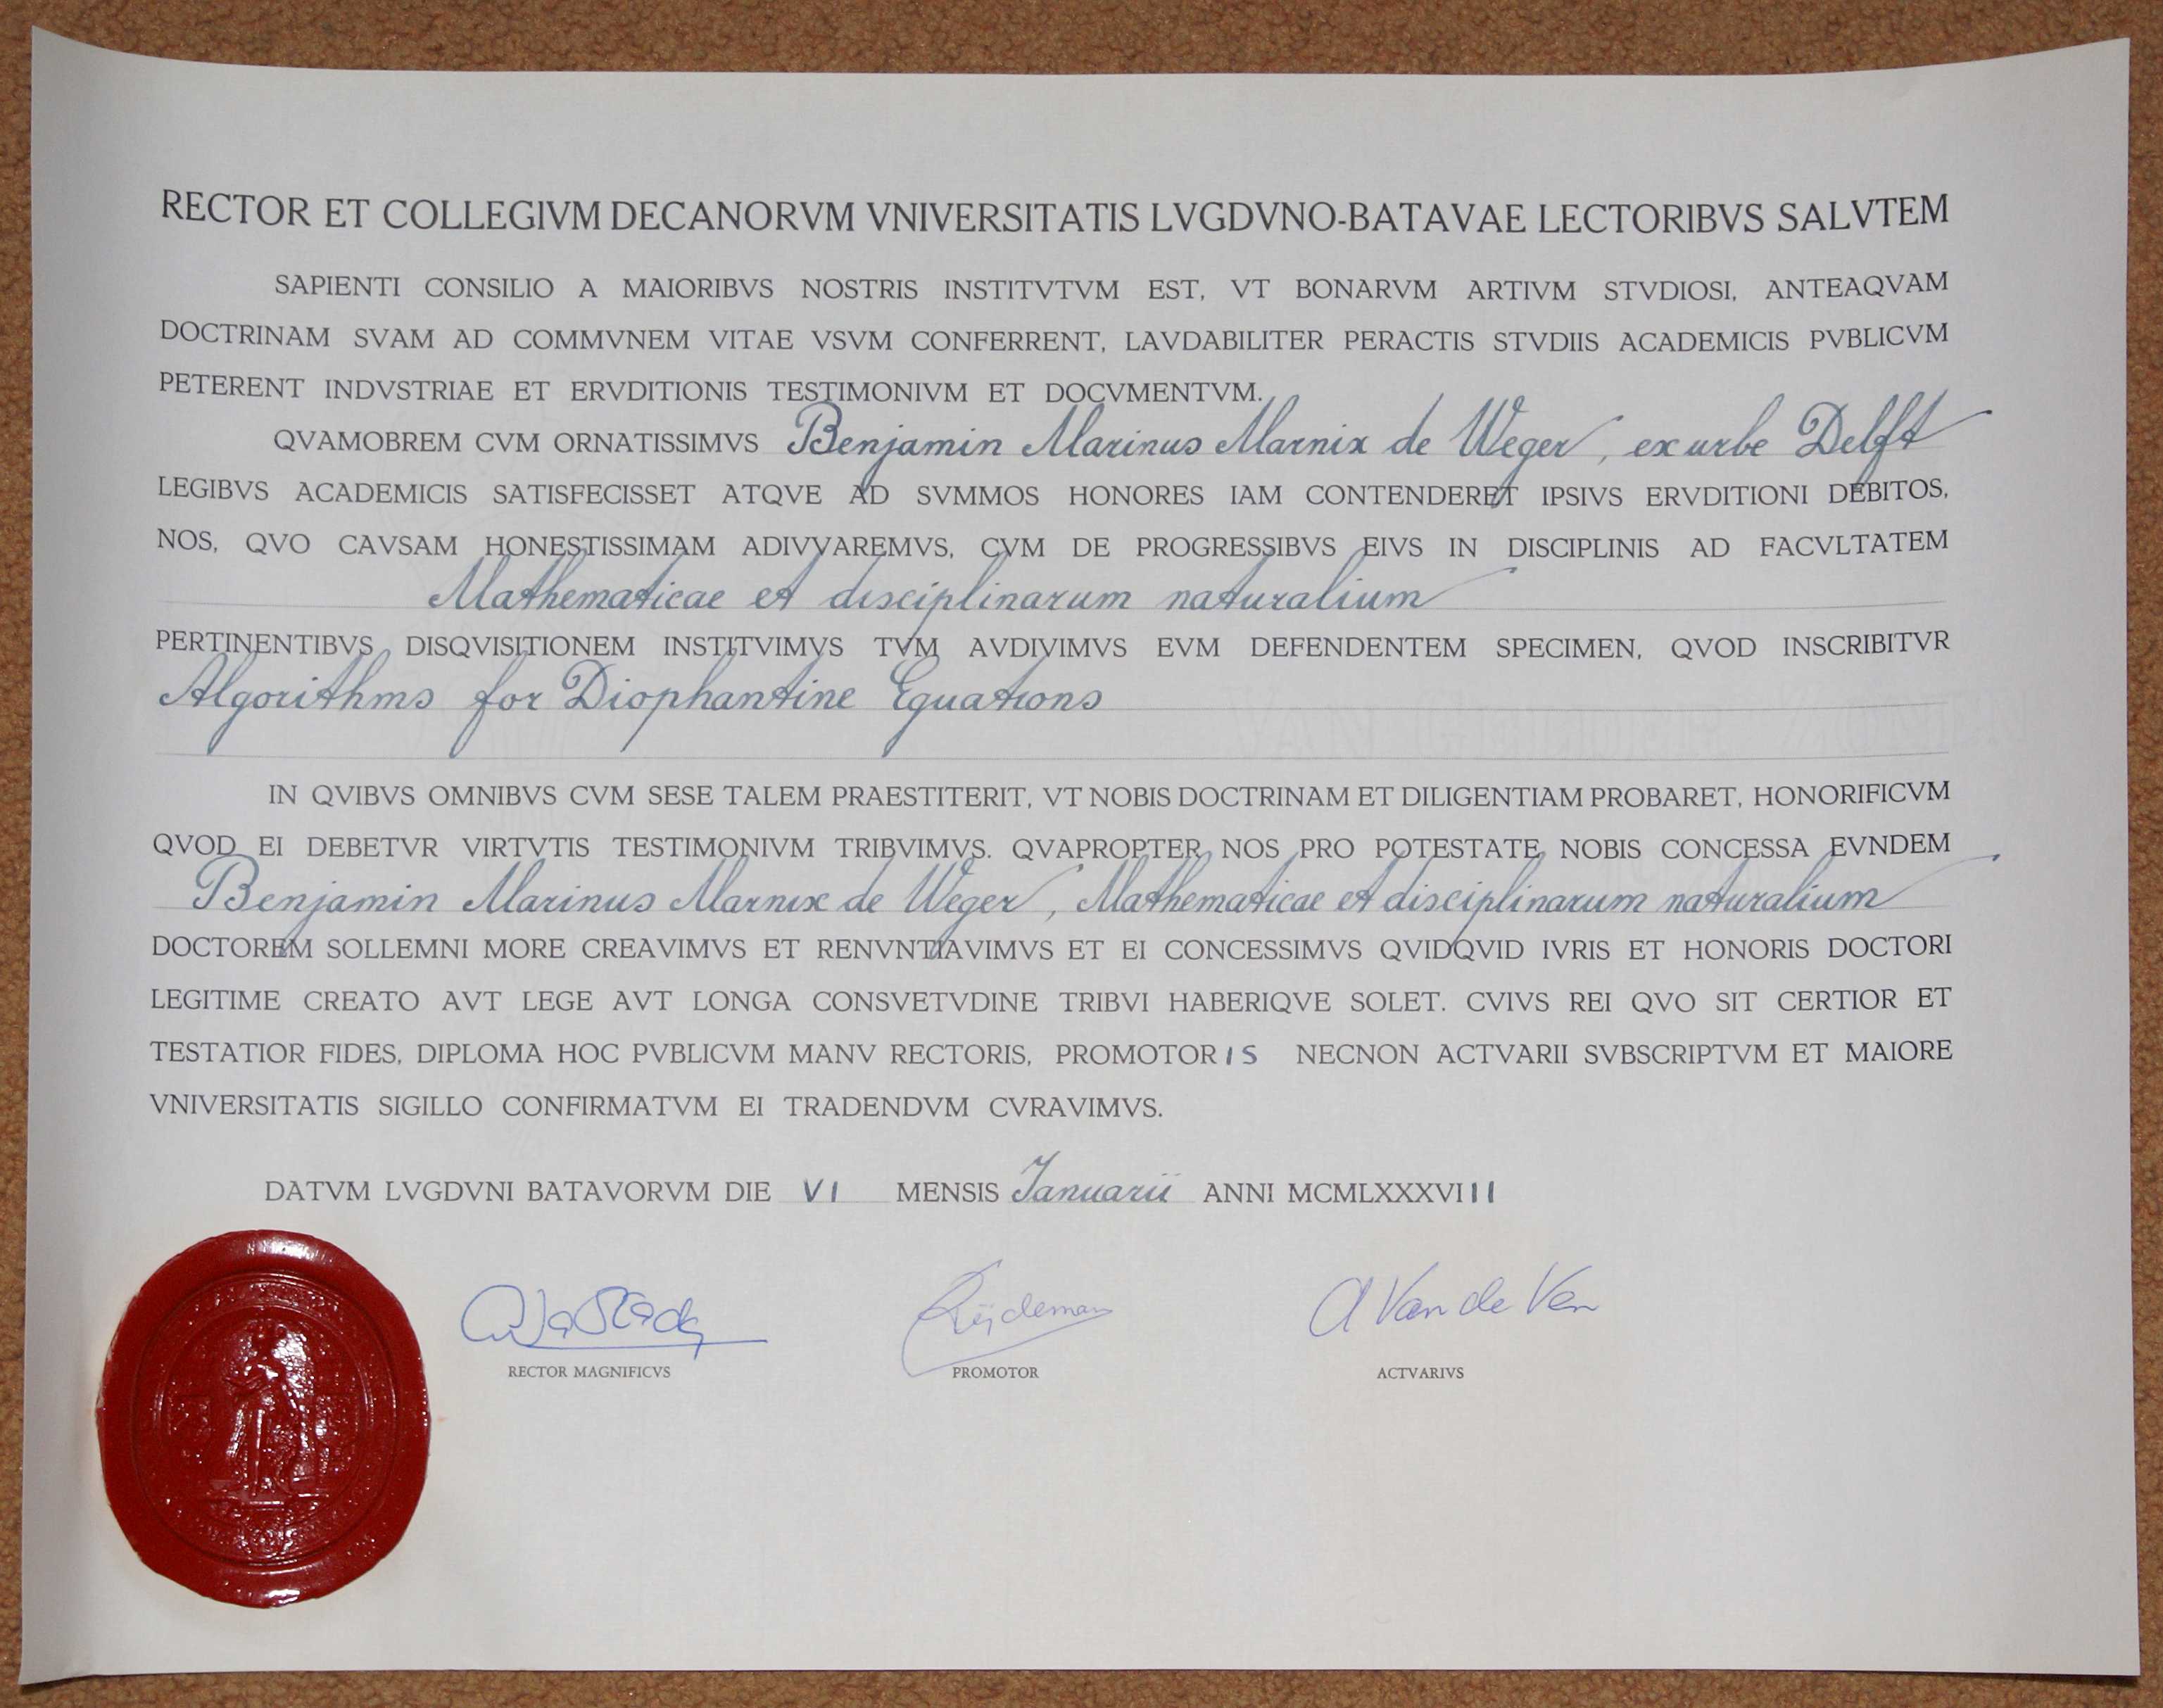 RECTOR ET COLLEGIVM DECANORVM VNIVERSITATIS LVGDVNO-BATAVAE LECTORIBVS SALVTEM
SAPIENTI CONSILIO A MAIORIBVS NOSTRIS INSTITVTVM EST, VT BONARVM ARTIVM STVDIOSI, ANTEAQVAM
DOCTRINAM SVAM AD COMMVNEM VITAE VSVM CONFERRENT, LAVDABILITER PERACTIS STVDIIS ACADEMICIS PVBLICVM
PETERENT INDVSTRIAE ET ERVDITIONIS TESTIMONIVM ET DOCVMENTVM.
QVAMOBREM CVM ORNATISSIMVS Benjamin Marinus Marnix de Weger, ex urbe Delft
LEGIBVS ACADEMICIS SATISFECISSET ATQVE AD SVMMOS HONORES IAM CONTENDERET IPSIVS ERVDITIONI DEBITOS,
NOS, QVO CAVSAM HONESTISSIMAM ADIVVAREMVS, CVM DE PROGRESSIBVS EIVS IN DISCIPLINIS AD FACVLTATEM
Mathematicae et disciplinarum naturalium
PERTINENTIBVS DISQVISITIONEM INSTITVIMVS TVM AVDIVIMVS EVM DEFENDENTEM SPECIMEN, QVOD INSCRIBITVR
Algorithms for Diophantine Equations
IN QVIBVS OMNIBVS CVM SESE TALEM PRAESTITERIT, VT NOBIS DOCTRINAM ET DILIGENTIAM PROBARET, HONORIFICVM
QVOD EI DEBETVR VIRTVTIS TESTIMONIVM TRIBVIMVS. QVAPROPTER NOS PRO POTESTATE NOBIS CONCESSA EVNDEM
Benjamin Marinus Marnix de Weger, Mathematicae et disciplinarum naturalium
DOCTOREM SOLLEMNI MORE CREAVIMVS ET RENVNTIAVIMVS ET EI CONCESSIMVS QVIDQVID IVRIS ET HONORIS DOCTORI
LEGITIME CREATO AVT LEGE AVT LONGA CONSVETVDINE TRIBVI HABERIQVE SOLET. CVIVS REI QVO SIT CERTIOR ET
TESTATIOR FIDES, DIPLOMA HOC PVBLICVM MANV RECTORIS, PROMOTORIS NECNON ACTVARII SVBSCRIPTVM ET MAIORE
VNIVERSITATIS SIGILLO CONFIRMATVM EI TRADENDVM CVRAVIMVS.
DATVM LVGDVNI BATAVORVM DIE VI MENSIS Januarii ANNI MCMLXXXVIII
A Van de Ven
RECTOR MAGNIFICVS PROMOTOR ACTVARIVS